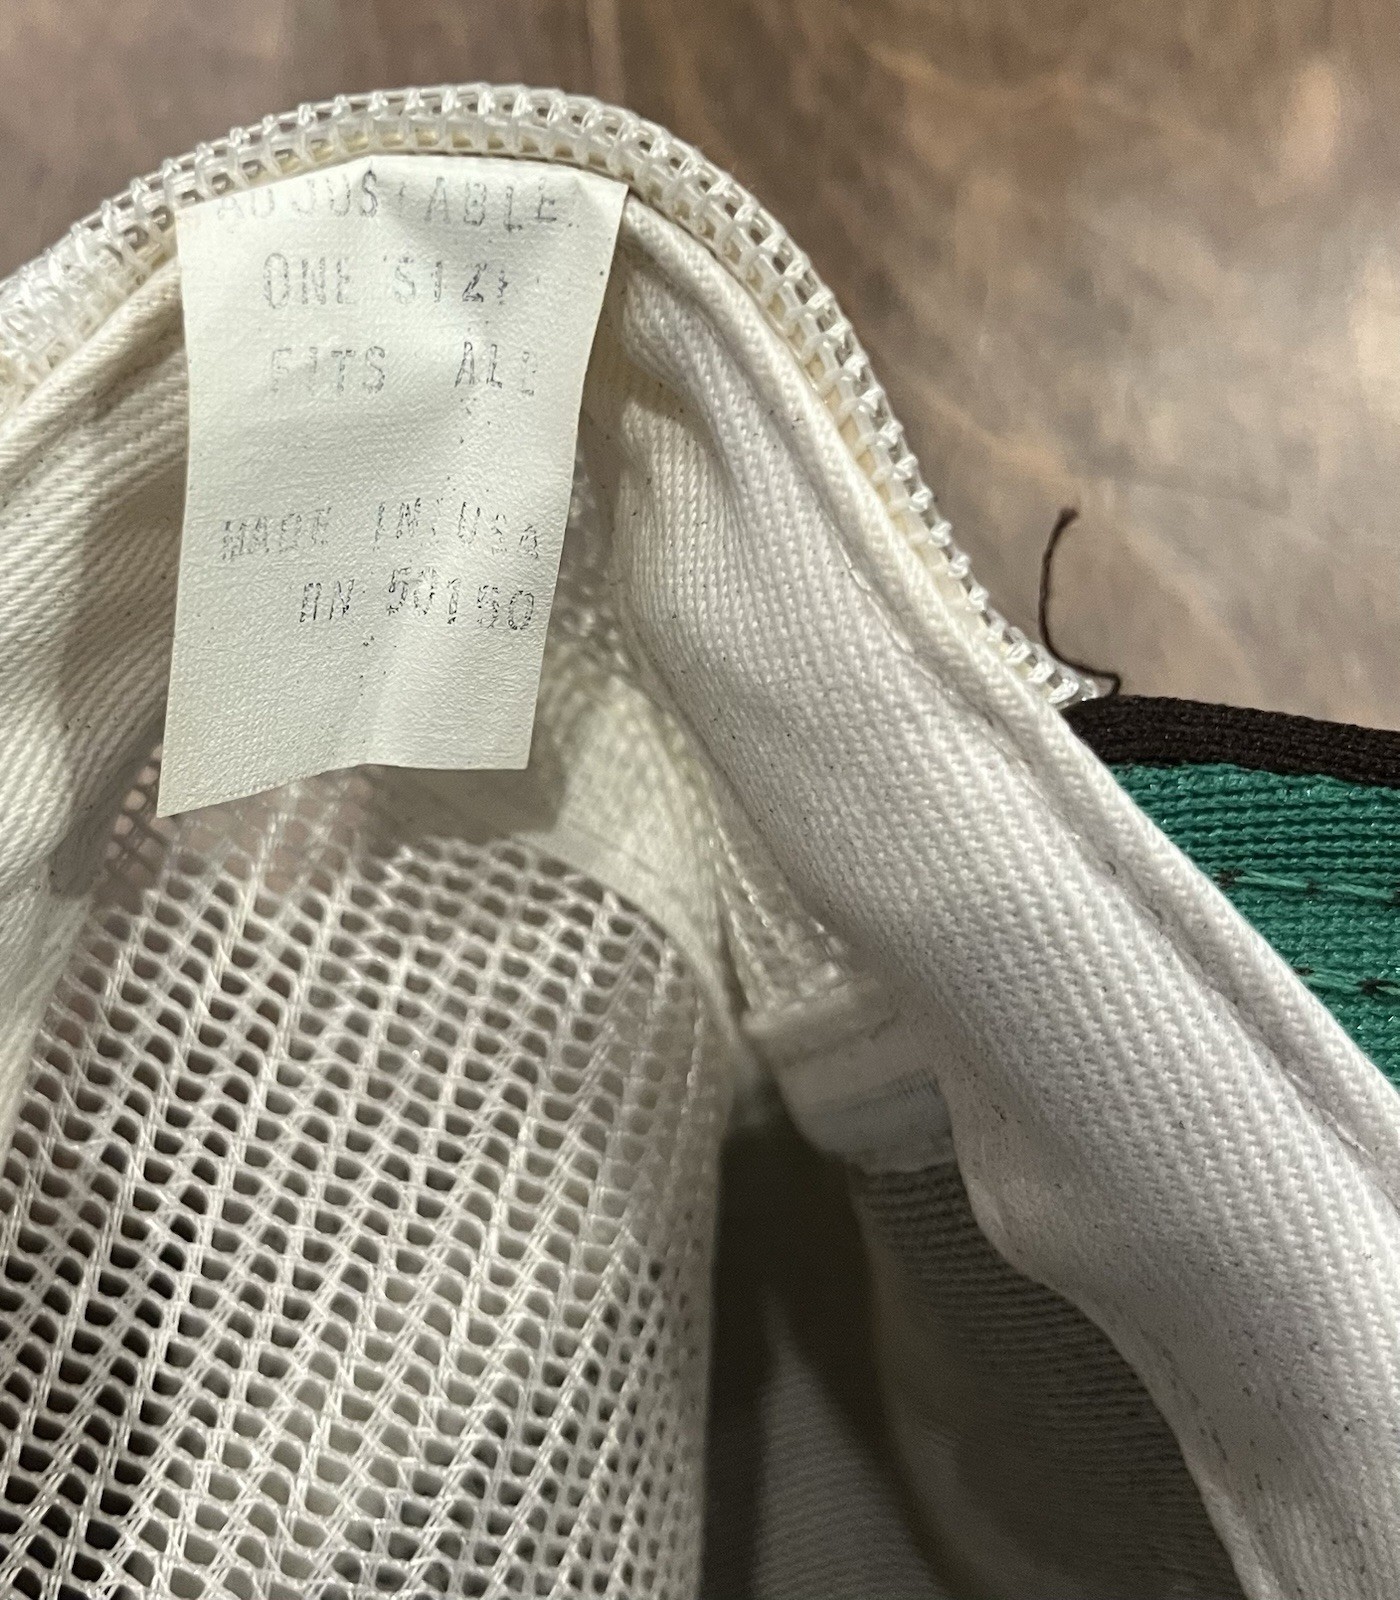 ADJUSTABLE
ONE SIZE
FITS ALL
MADE IN USA
RN 50150